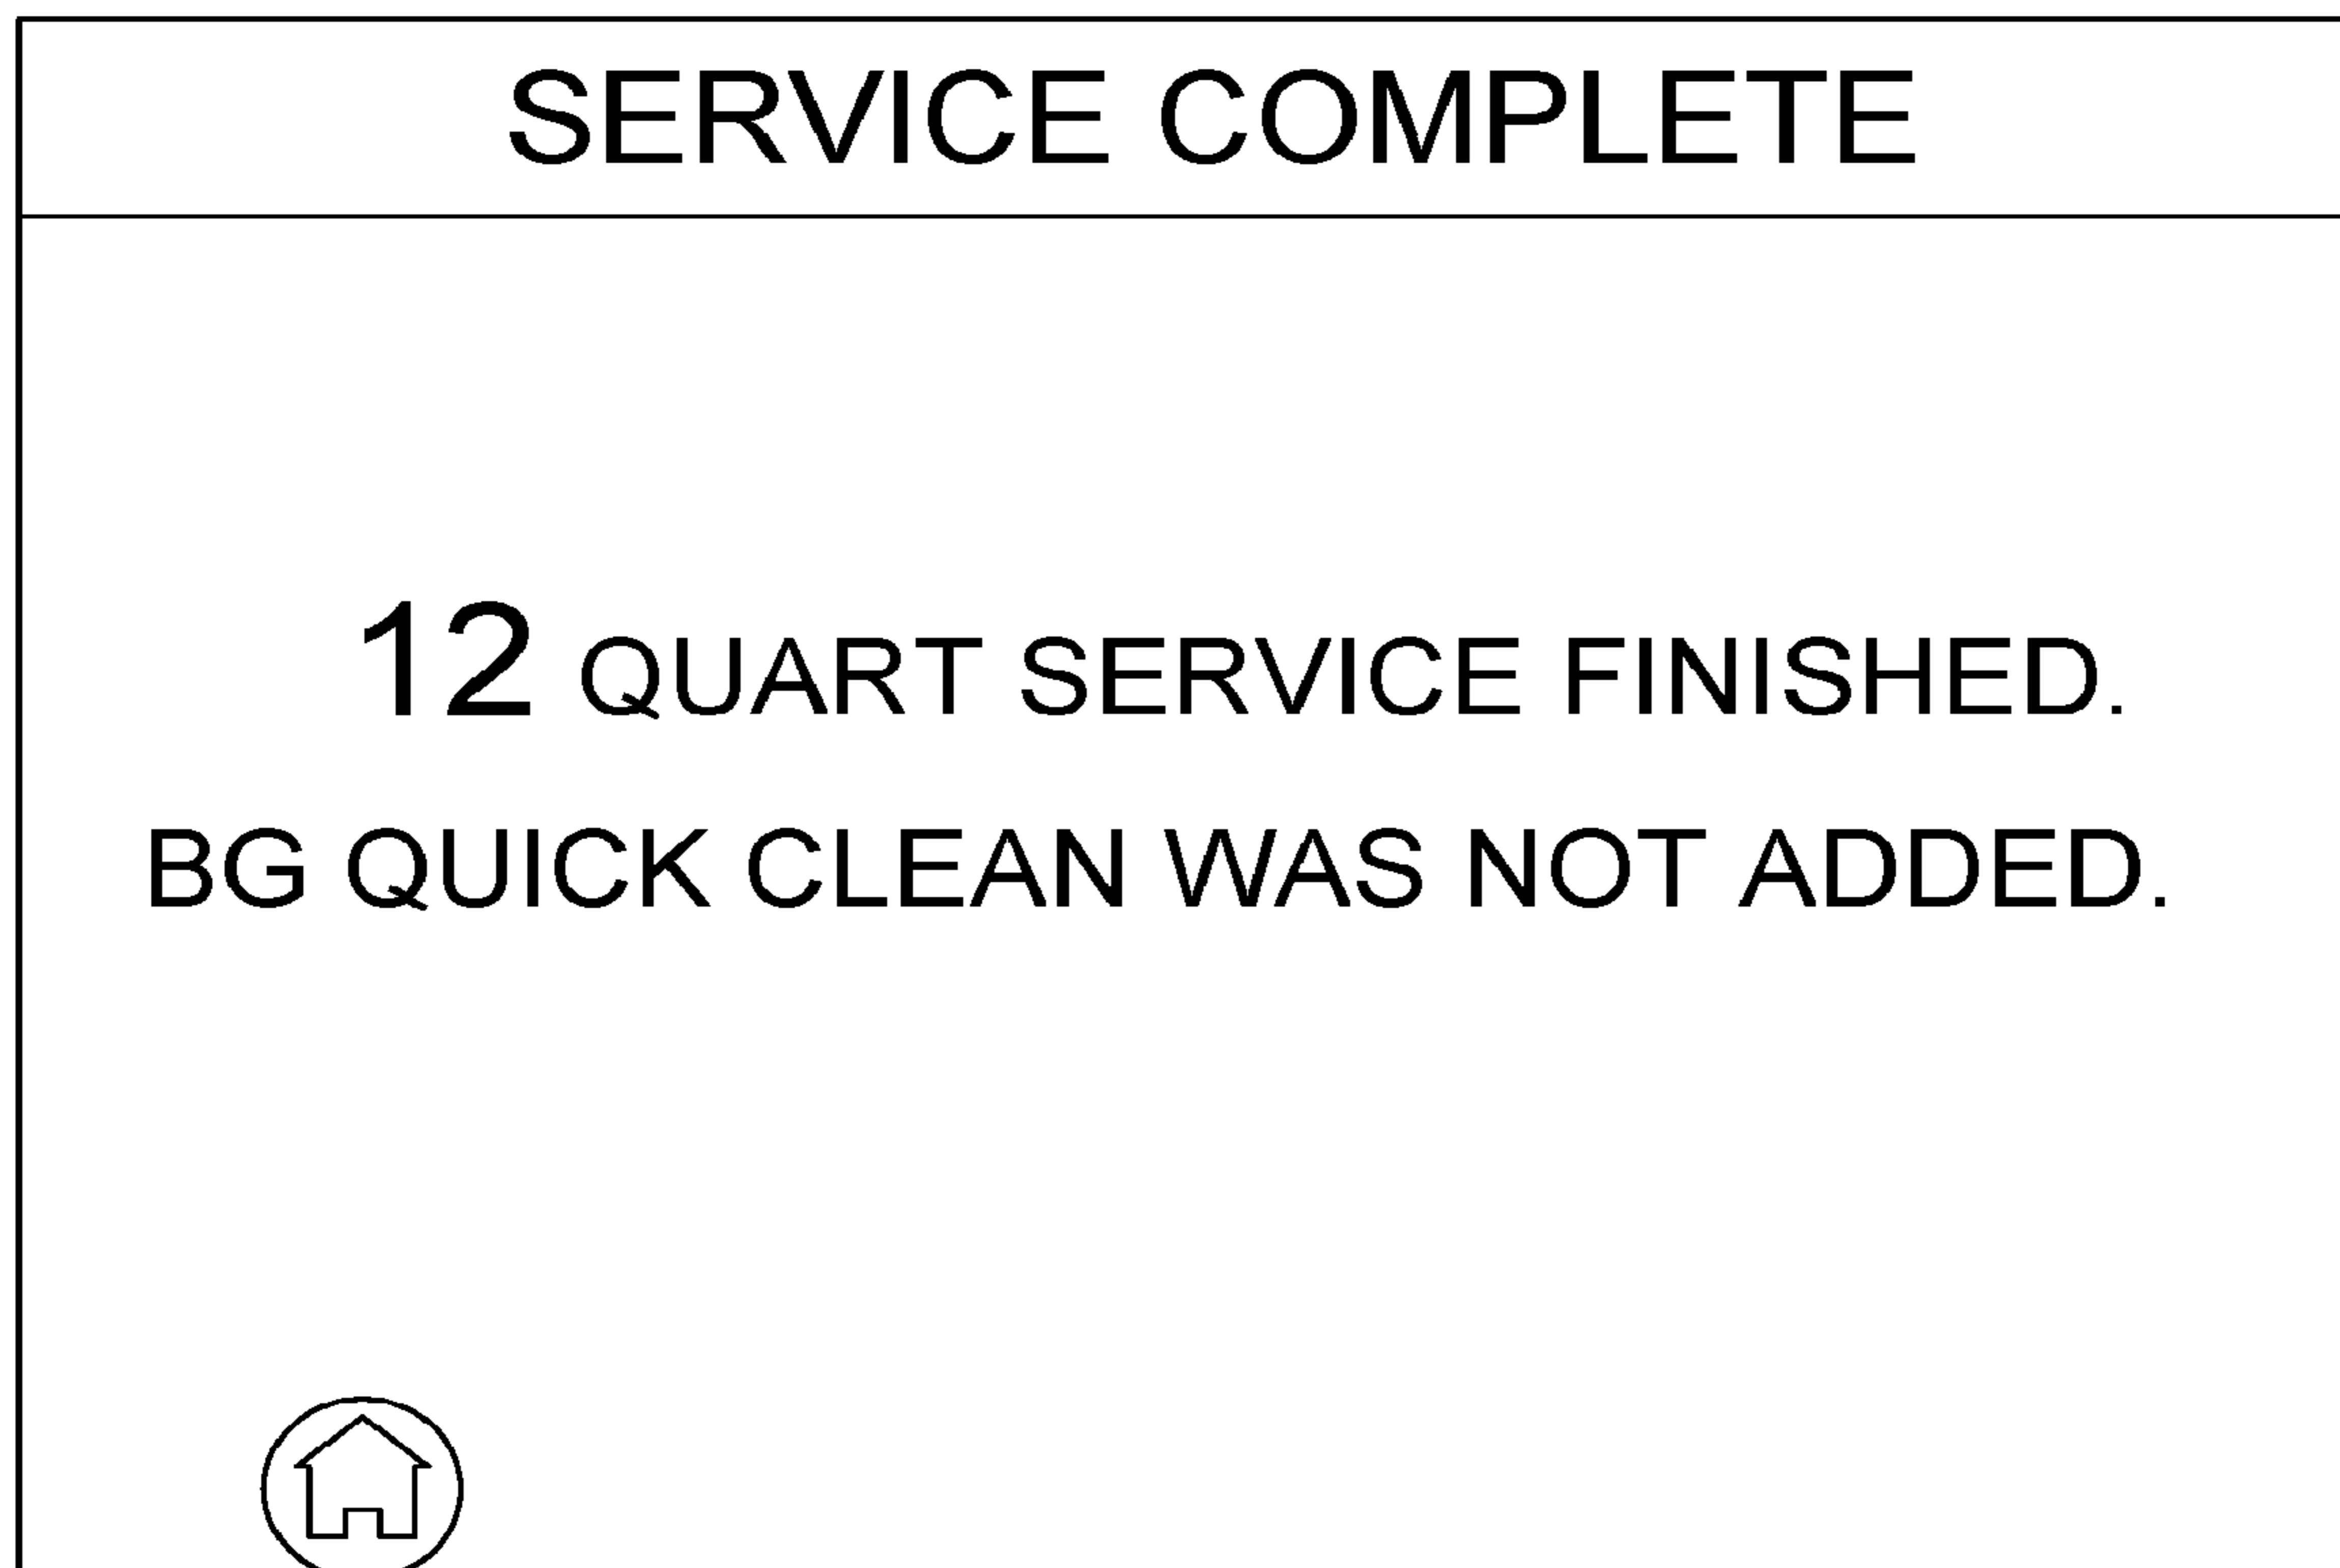 SERVICE COMPLETE
12 QUART SERVICE FINISHED.
BG QUICK CLEAN WAS NOT ADDED.